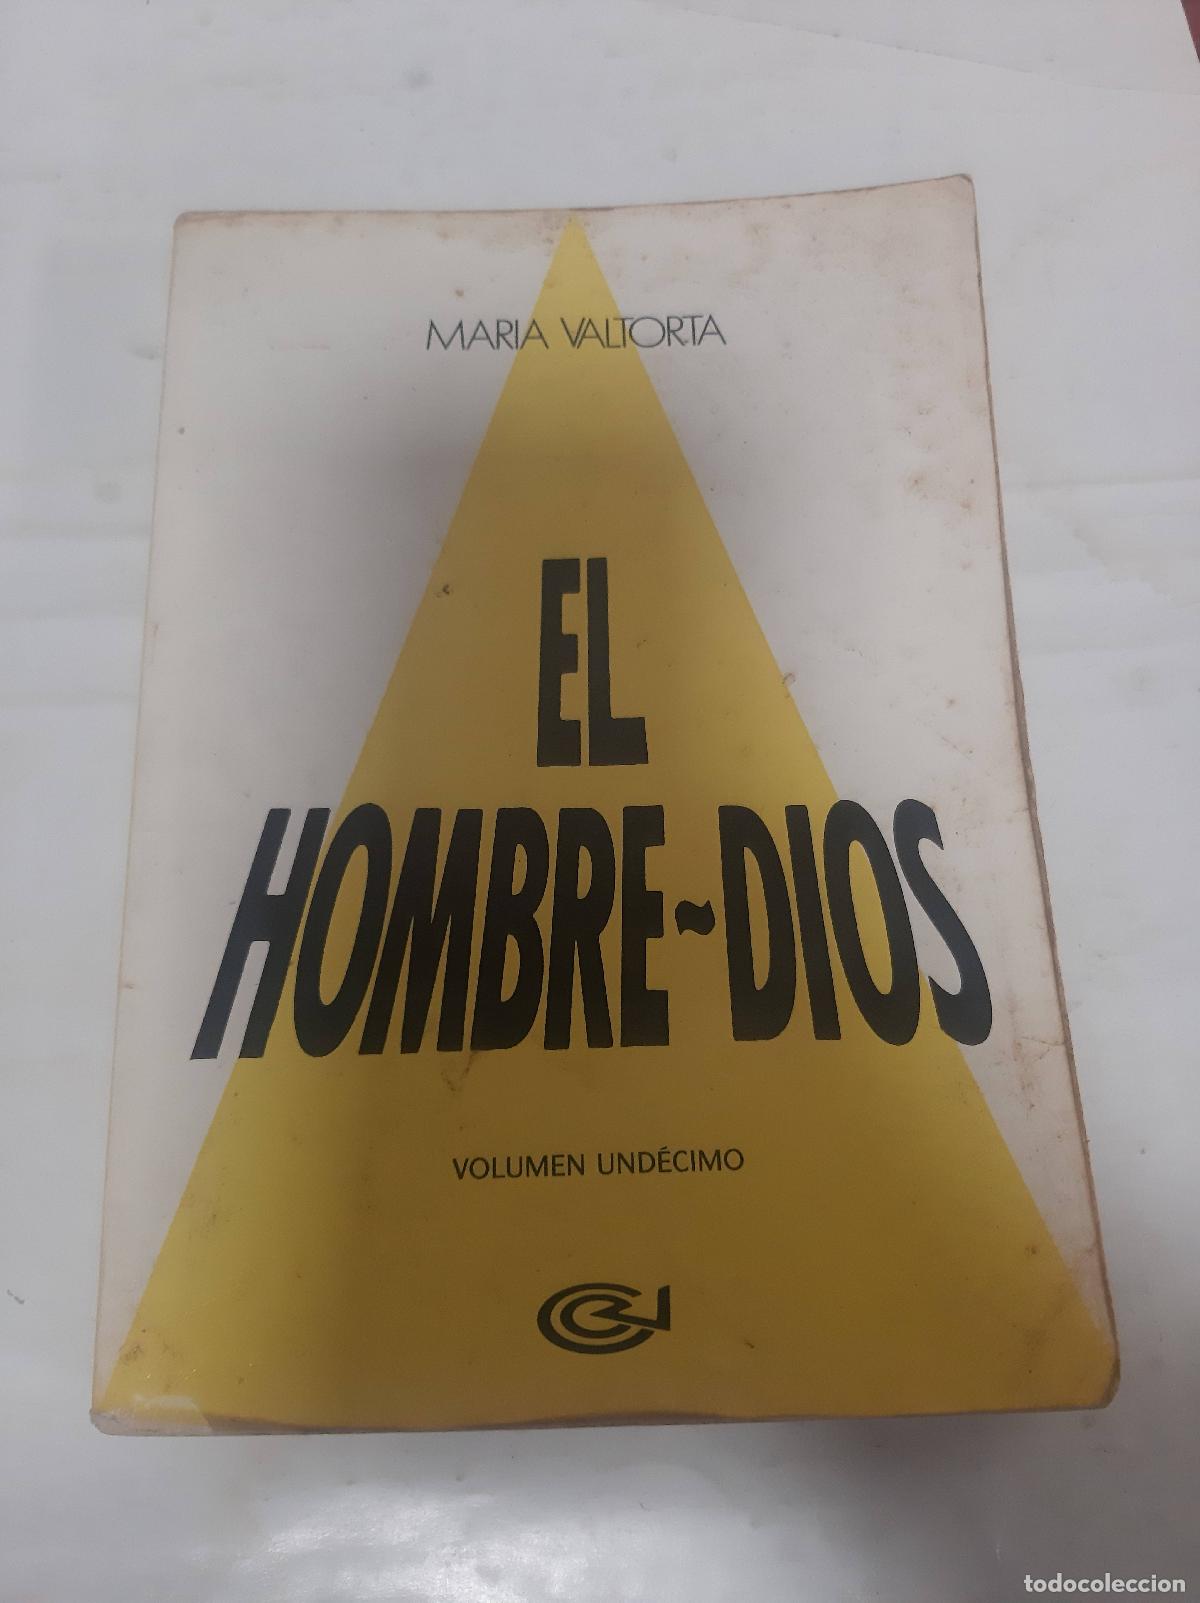 MARIA VALTORTA
EL
HOMBRE~DIOS
VOLUMEN UNDÉCIMO
todocoleccion